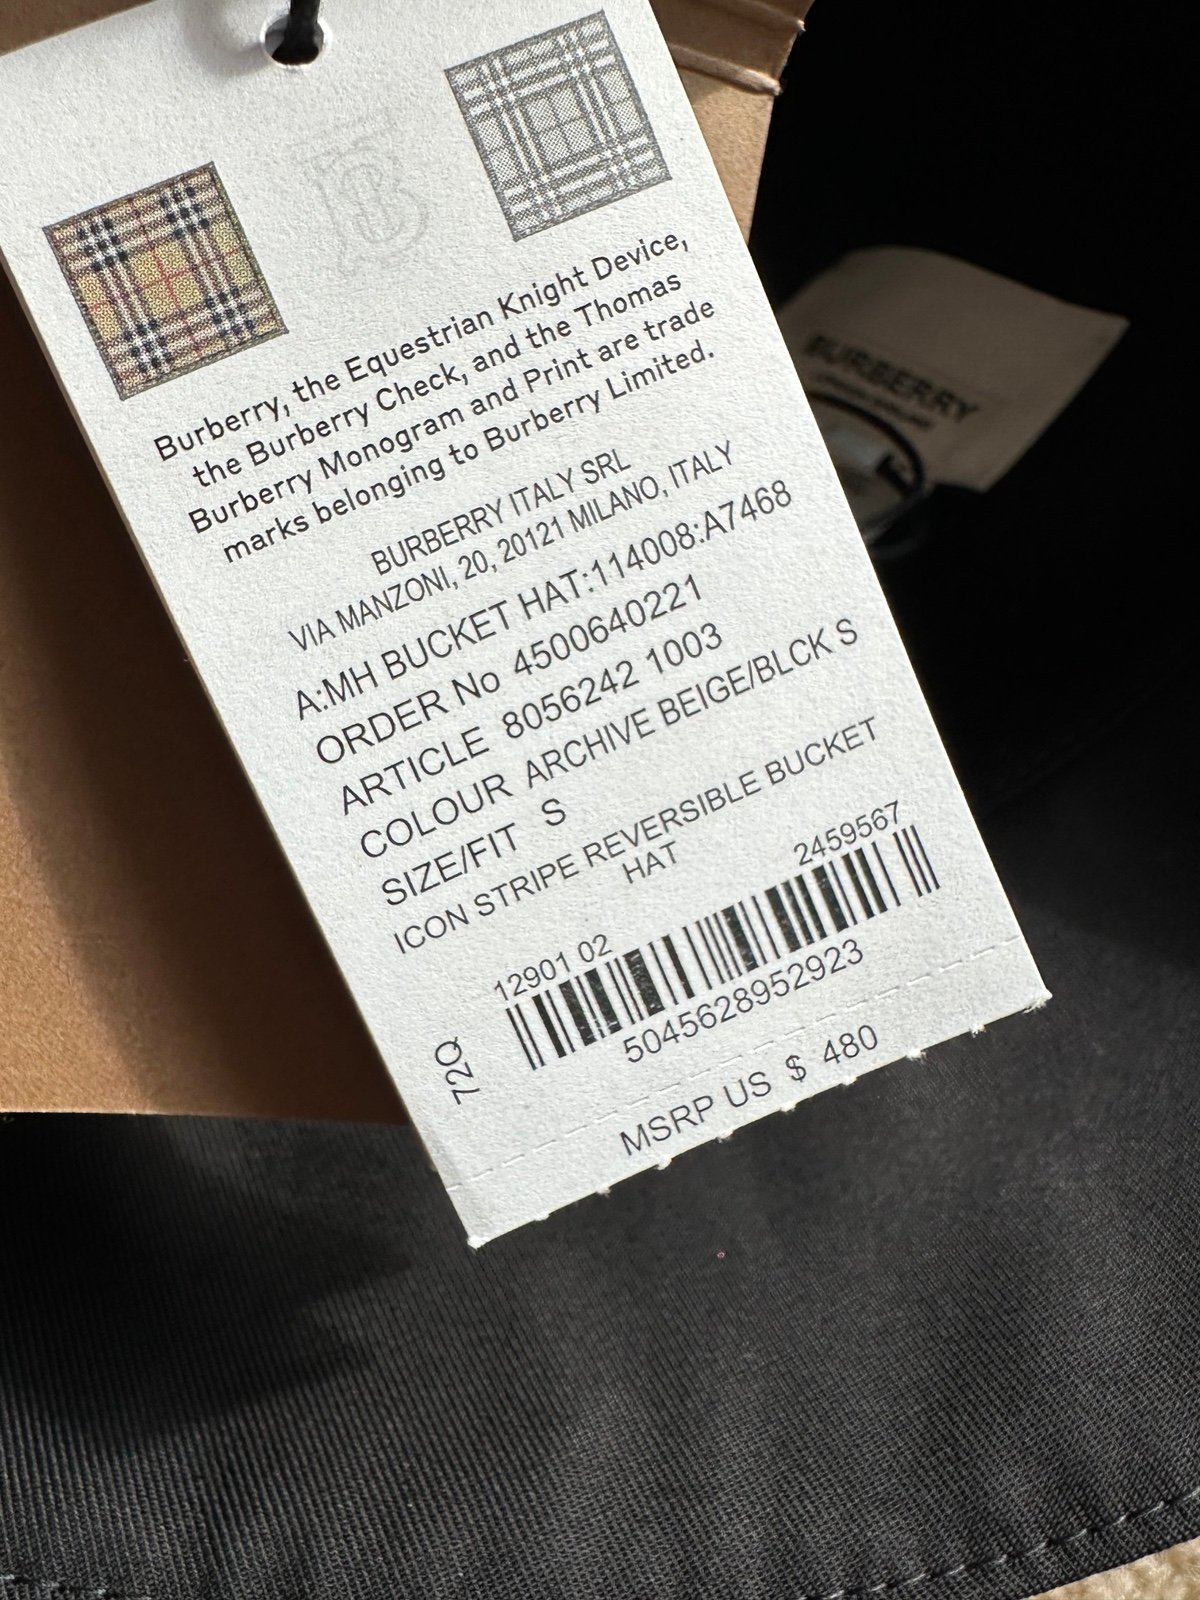 Burberry, the Equestrian Knight Device,
the Burberry Check, and the Thomas
Burberry Monogram and Print are trade
marks belonging to Burberry Limited.
BURBERRY ITALY SRL
VIA MANZONI, 20, 20121 MILANO, ITALY
A:MH BUCKET HAT:114008:A7468
ORDER No 4500640221
ARTICLE 8056242 1003
COLOUR ARCHIVE BEIGE/BLCK S
SIZE/FIT S
ICON STRIPE REVERSIBLE BUCKET
HAT
12901 02 2459567
5045628952923
72Q
MSRP US $ 480
BURBERRY